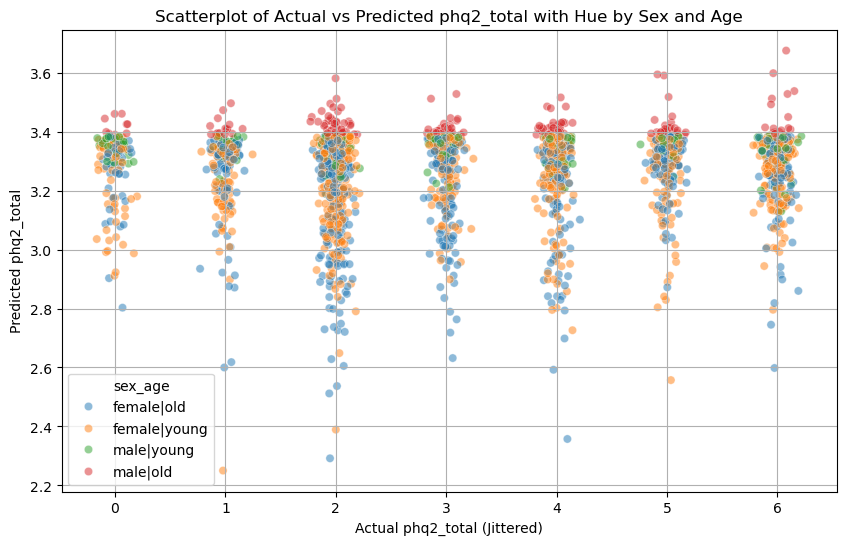 Scatterplot of Actual vs Predicted phq2_total with Hue by Sex and Age
Predicted phq2_total
3.6
3.4
3.2
3.0
2.8
2.6
2.4
2.2
sex_age
female|old
female|young
male|young
male|old
0 1 2 3 4 5 6
Actual phq2_total (Jittered)